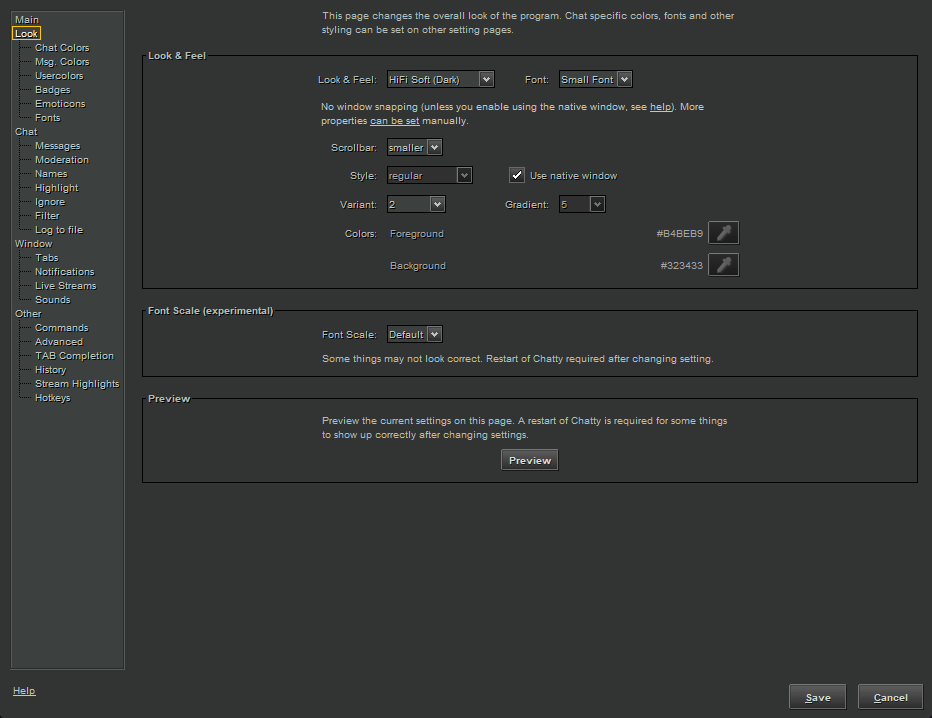 Main
Look
Chat Colors
Msg. Colors
Usercolors
Badges
Emoticons
Fonts
Chat
Messages
Moderation
Names
Highlight
Ignore
Filter
Log to file
Window
Tabs
Notifications
Live Streams
Sounds
Other
Commands
Advanced
TAB Completion
History
Stream Highlights
Hotkeys
Help
This page changes the overall look of the program. Chat specific colors, fonts and other
styling can be set on other setting pages.
Look & Feel
Look & Feel: HiFi Soft (Dark) Font: Small Font
No window snapping (unless you enable using the native window, see help). More
properties can be set manually.
Scrollbar: smaller
Style: regular Use native window
Variant: 2 Gradient: 5
Colors: Foreground #B4BEB9
Background #323433
Font Scale (experimental)
Font Scale: Default
Some things may not look correct. Restart of Chatty required after changing setting.
Preview
Preview the current settings on this page. A restart of Chatty is required for some things
to show up correctly after changing settings.
Preview
Save Cancel